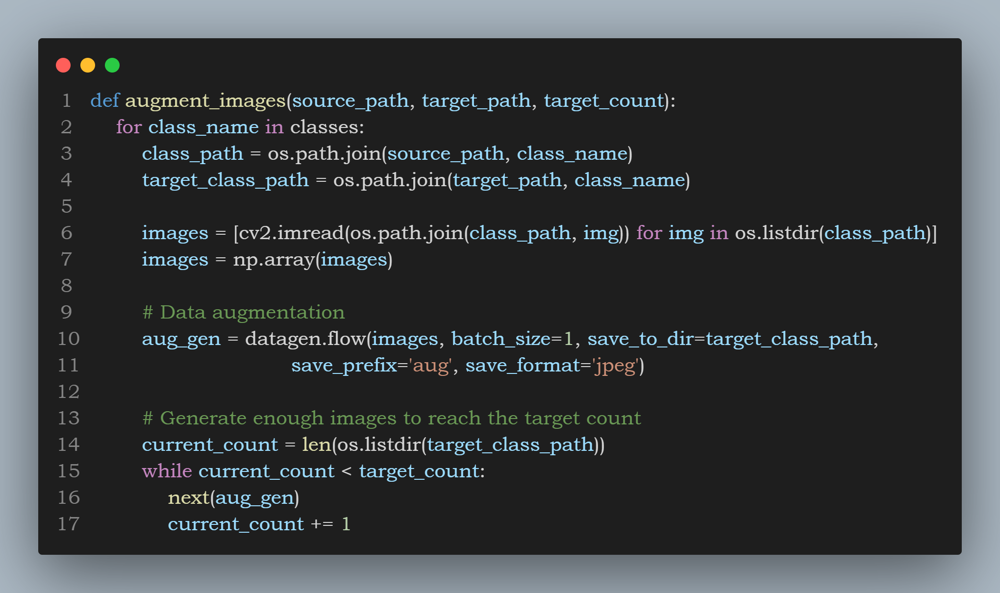 1 def augment_images(source_path, target_path, target_count):
2     for class_name in classes:
3         class_path = os.path.join(source_path, class_name)
4         target_class_path = os.path.join(target_path, class_name)
5
6         images = [cv2.imread(os.path.join(class_path, img)) for img in os.listdir(class_path)]
7         images = np.array(images)
8
9         # Data augmentation
10         aug_gen = datagen.flow(images, batch_size=1, save_to_dir=target_class_path,
11                                save_prefix='aug', save_format='jpeg')
12
13         # Generate enough images to reach the target count
14         current_count = len(os.listdir(target_class_path))
15         while current_count < target_count:
16             next(aug_gen)
17             current_count += 1